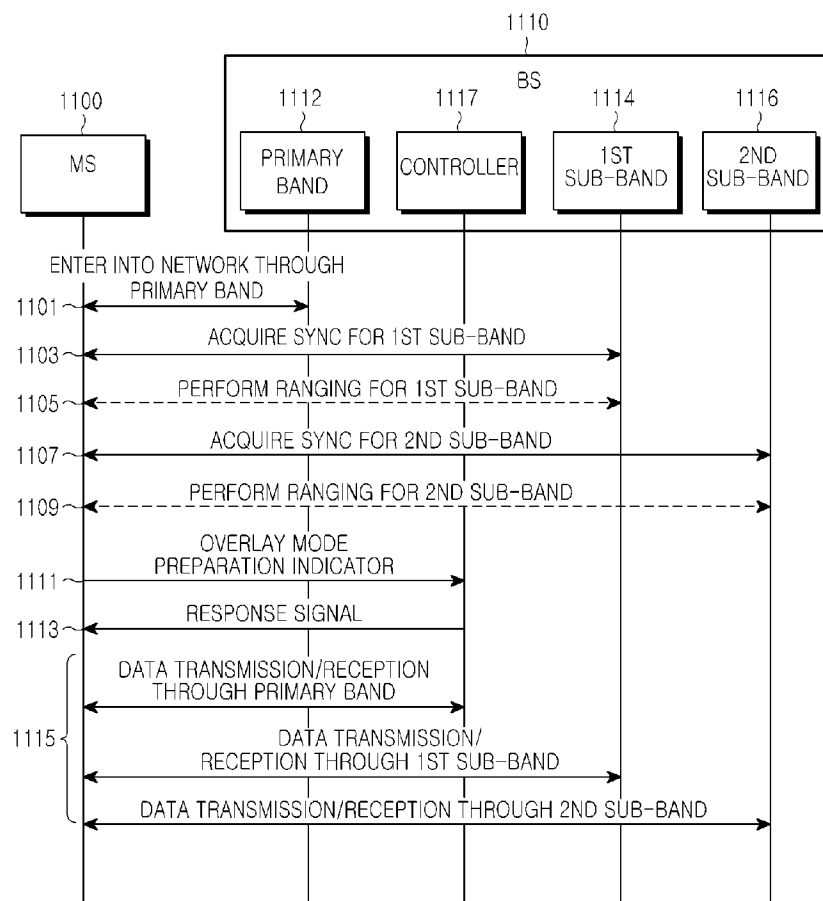 1110
BS
1100
1112
1117
1114
1116
MS
PRIMARY
BAND
CONTROLLER
1ST
SUB-BAND
2ND
SUB-BAND
ENTER INTO NETWORK THROUGH
PRIMARY BAND
1101
ACQUIRE SYNC FOR 1ST SUB-BAND
1103
PERFORM RANGING FOR 1ST SUB-BAND
1105
ACQUIRE SYNC FOR 2ND SUB-BAND
1107
PERFORM RANGING FOR 2ND SUB-BAND
1109
OVERLAY MODE
PREPARATION INDICATOR
1111
RESPONSE SIGNAL
1113
DATA TRANSMISSION/RECEPTION
THROUGH PRIMARY BAND
1115
DATA TRANSMISSION/
RECEPTION THROUGH 1ST SUB-BAND
DATA TRANSMISSION/RECEPTION THROUGH 2ND SUB-BAND